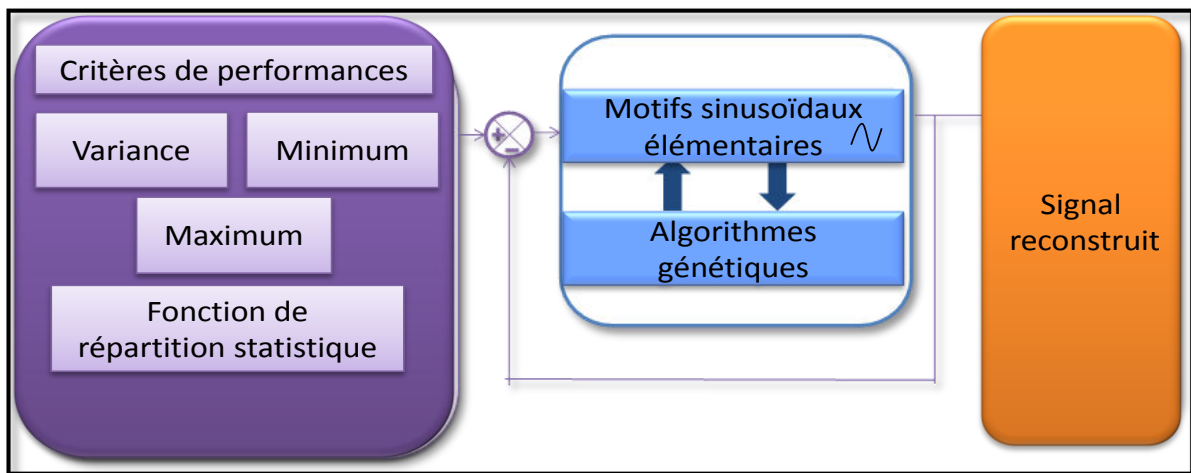 Critères de performances
Variance
Minimum
Maximum
Fonction de
répartition statistique
+
-
Motifs sinusoïdaux
élémentaires
Algorithmes
génétiques
Signal
reconstruit